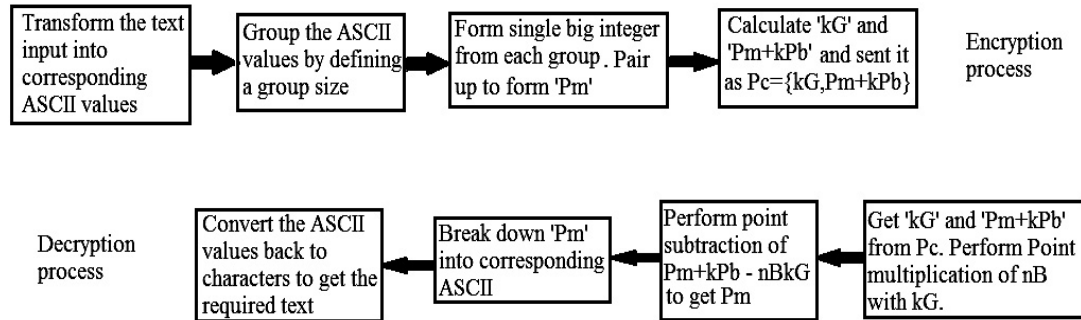 Transform the text
input into
corresponding
ASCII values
Group the ASCII
values by defining
a group size
Form single big integer
from each group . Pair
up to form 'Pm'
Calculate 'kG' and
'Pm+kPb' and sent it
as Pc={kG,Pm+kPb}
Encryption
process
Decryption
process
Convert the ASCII
values back to
characters to get the
required text
Break down 'Pm'
into corresponding
ASCII
Perform point
subtraction of
Pm+kPb - nBkG
to get Pm
Get 'kG' and 'Pm+kPb'
from Pc. Perform Point
multiplication of nB
with kG.